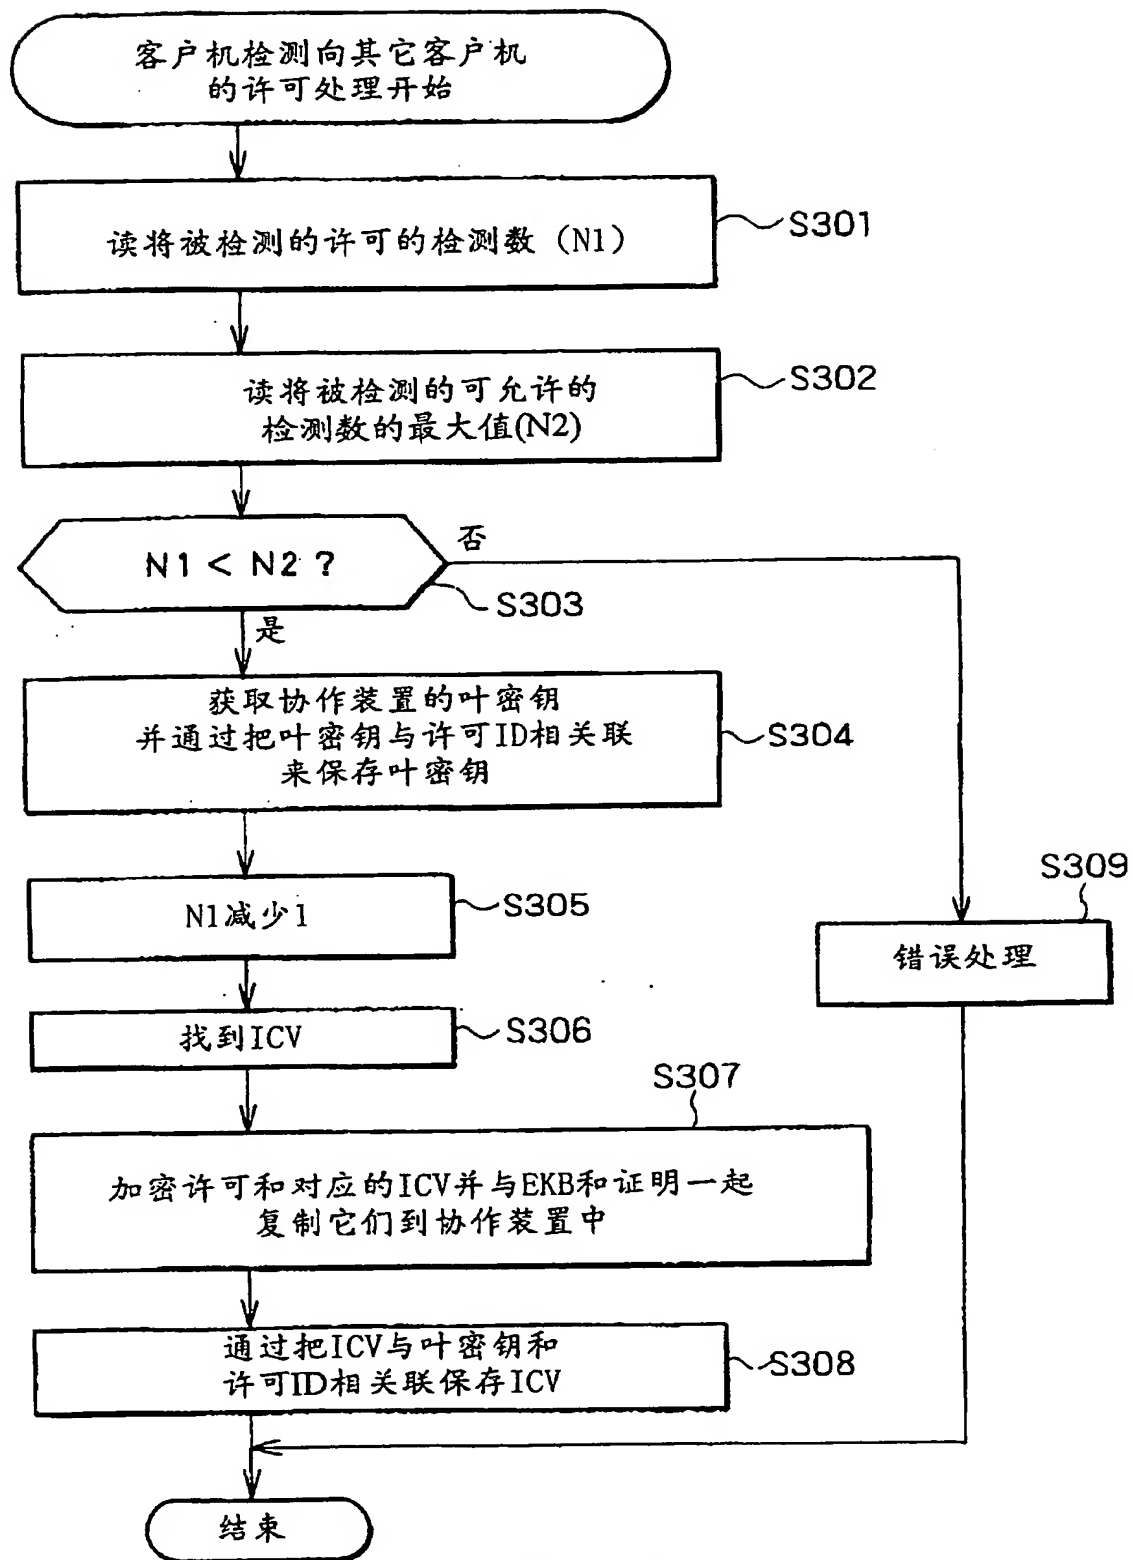 客户机检测向其它客户机
的许可处理开始
读将被检测的许可的检测数（N1）
S301
读将被检测的可允许的
检测数的最大值(N2)
S302
N1 < N2 ?
否
S303
是
获取协作装置的叶密钥
并通过把叶密钥与许可ID相关联
来保存叶密钥
S304
N1减少1
S305
S309
错误处理
找到ICV
S306
S307
加密许可和对应的ICV并与EKB和证明一起
复制它们到协作装置中
通过把ICV与叶密钥和
许可ID相关联保存ICV
S308
结束